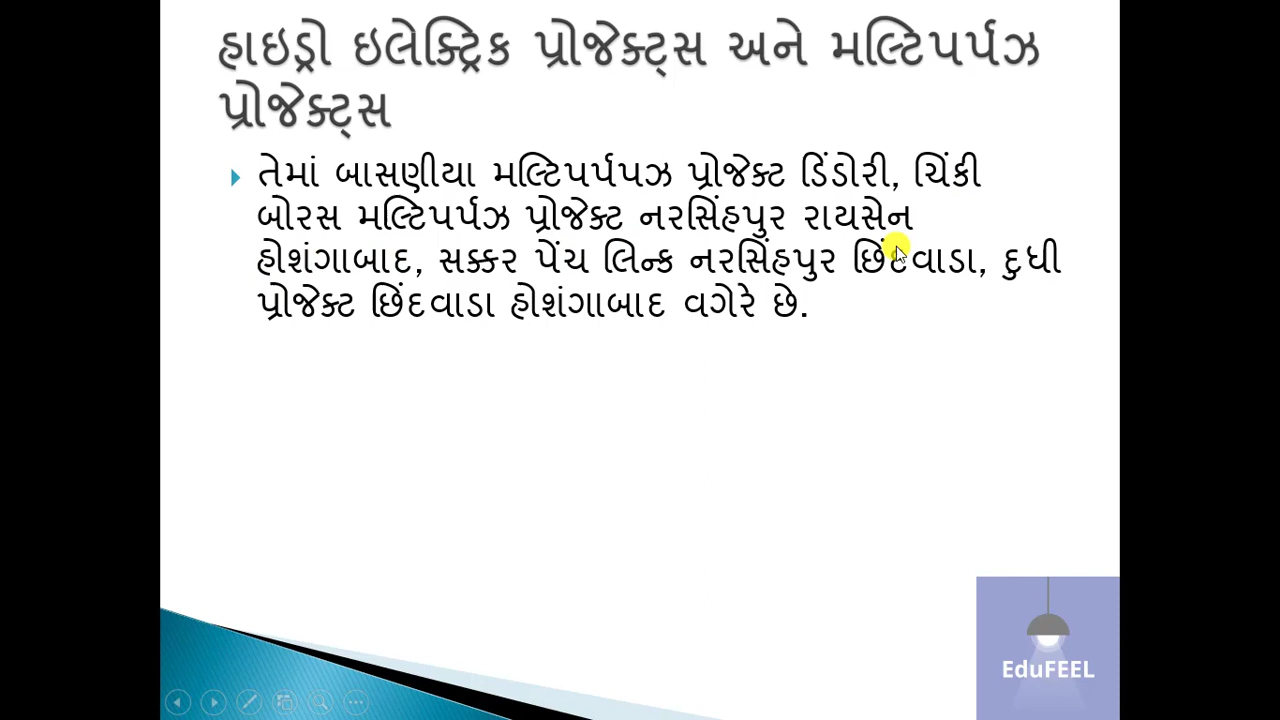 હાઇડ્રો ઇલેક્ટ્રિક પ્રોજેક્ટ્સ અને મલ્ટિપર્પઝ
પ્રોજેક્ટ્સ
તેમાં બાસણીયા મલ્ટિપર્પપઝ પ્રોજેક્ટ ડિંડોરી, ચિંકી
બોરસ મલ્ટિપર્પઝ પ્રોજેક્ટ નરસિંહપુર રાયસેન
હોશંગાબાદ, સક્કર પેંચ લિન્ક નરસિંહપુર છિંદવાડા, દુધી
પ્રોજેક્ટ છિંદવાડા હોશંગાબાદ વગેરે છે.
EduFEEL